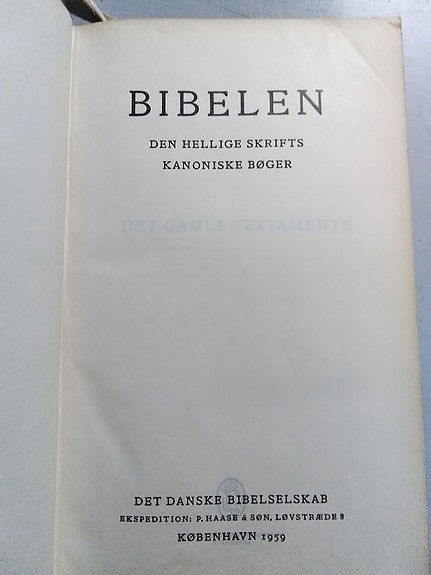 BIBELEN
DEN HELLIGE SKRIFTS
KANONISKE BØGER
DET GAMLE TESTAMENTE
DET DANSKE BIBELSELSKAB
EKSPEDITION: P. HAASE & SØN, LØVSTRÆDE 8
KØBENHAVN 1959